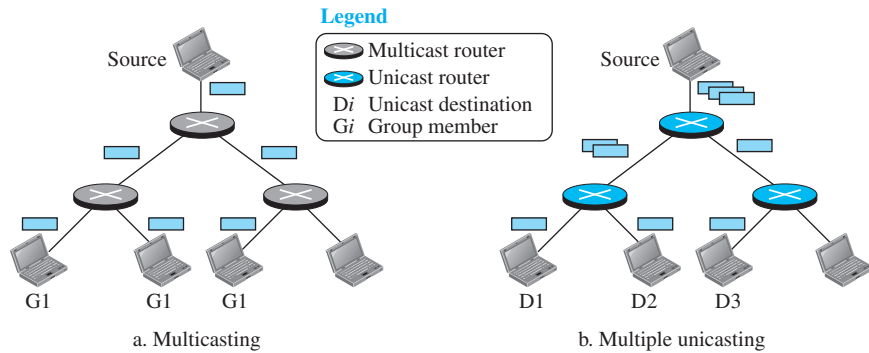 Legend
Source
Multicast router
Unicast router
Di Unicast destination
Gi Group member
Source
G1 G1 G1
D1 D2 D3
a. Multicasting
b. Multiple unicasting